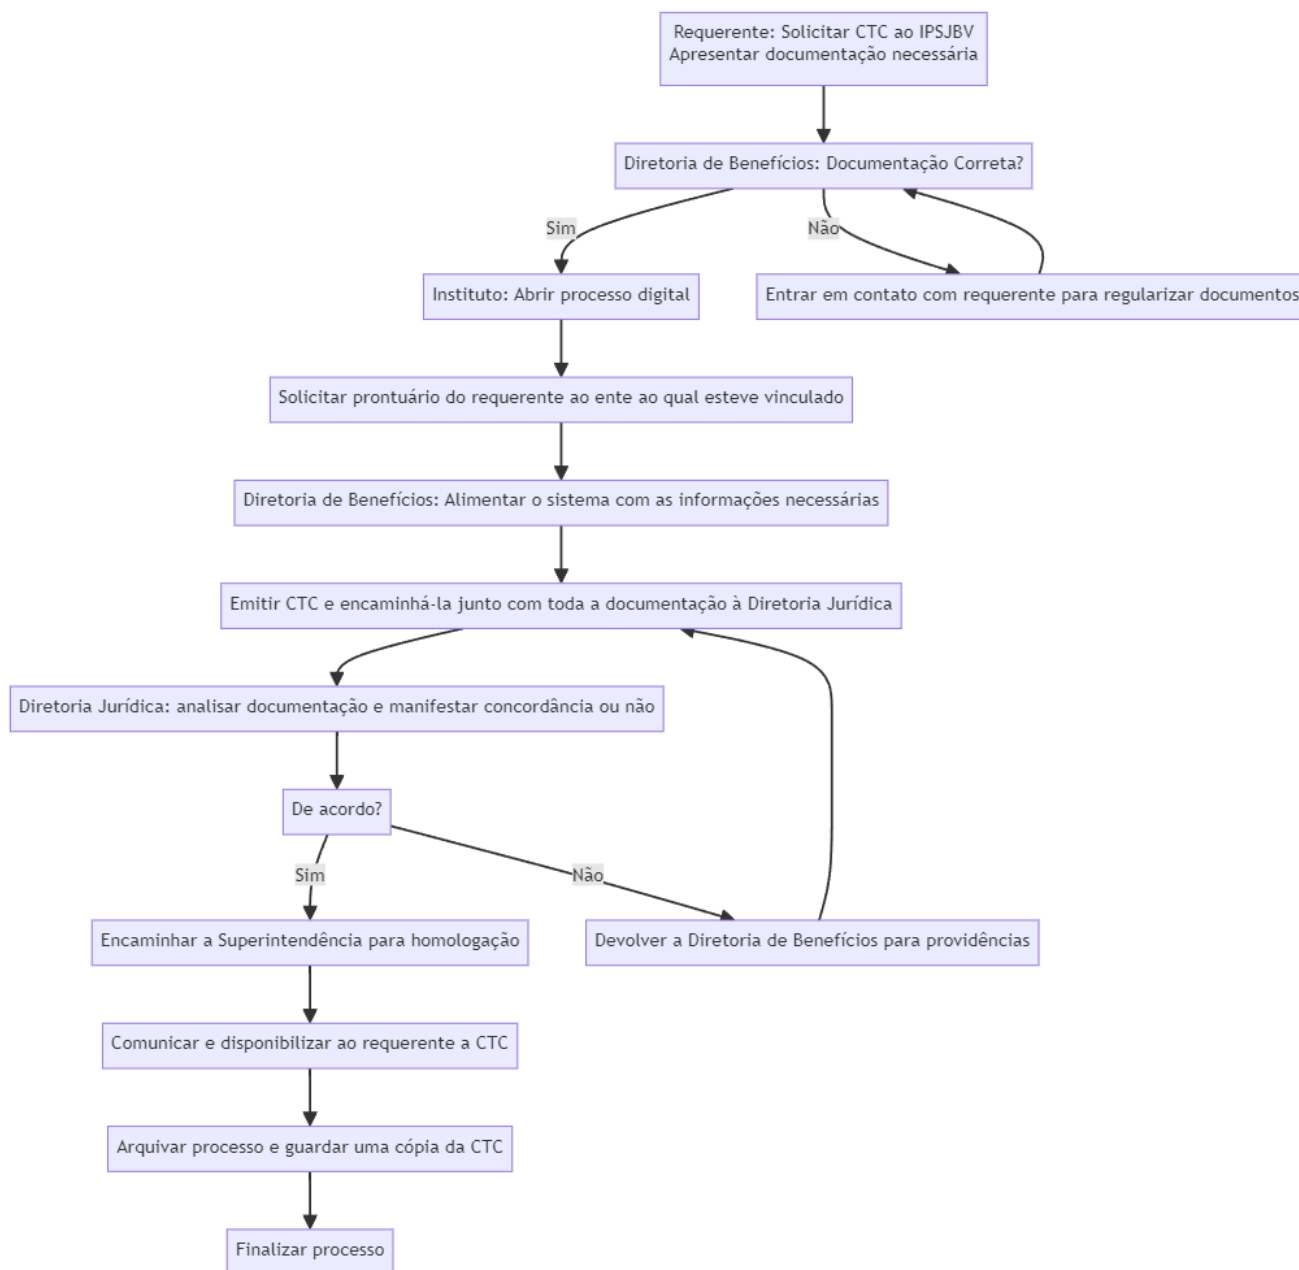 Requerente: Solicitar CTC ao IPSJBV
Apresentar documentação necessária
Diretoria de Benefícios: Documentação Correta?
Sim
Não
Instituto: Abrir processo digital
Entrar em contato com requerente para regularizar documentos
Solicitar prontuário do requerente ao ente ao qual esteve vinculado
Diretoria de Benefícios: Alimentar o sistema com as informações necessárias
Emitir CTC e encaminhá-la junto com toda a documentação à Diretoria Jurídica
Diretoria Jurídica: analisar documentação e manifestar concordância ou não
De acordo?
Sim
Não
Encaminhar a Superintendência para homologação
Devolver a Diretoria de Benefícios para providências
Comunicar e disponibilizar ao requerente a CTC
Arquivar processo e guardar uma cópia da CTC
Finalizar processo